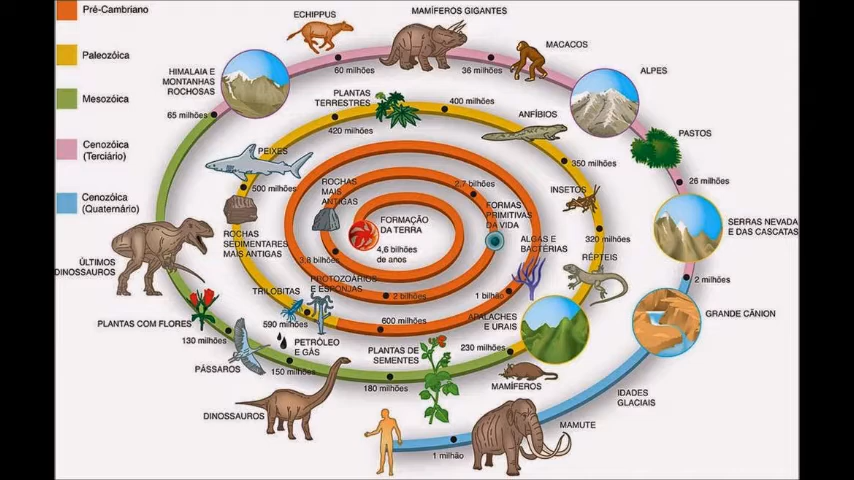 Pré-Cambriano
Paleozóica
Mesozóica
Cenozóica
(Terciário)
Cenozóica
(Quaternário)
FORMAÇÃO
DA TERRA
4,6 bilhões
de anos
ROCHAS
MAIS
ANTIGAS
3,8 bilhões
2,7 bilhões
FORMAS
PRIMITIVAS
DA VIDA
2 bilhões
ALGAS E
BACTÉRIAS
1 bilhão
600 milhões
PROTOZOÁRIOS
E ESPONJAS
TRILOBITAS
590 milhões
ROCHAS
SEDIMENTARES
MAIS ANTIGAS
500 milhões
PEIXES
420 milhões
PLANTAS
TERRESTRES
400 milhões
ANFÍBIOS
350 milhões
INSETOS
320 milhões
RÉPTEIS
APALACHES
E URAIS
230 milhões
MAMÍFEROS
PLANTAS DE
SEMENTES
180 milhões
DINOSSAUROS
150 milhões
PETRÓLEO
E GÁS
PÁSSAROS
130 milhões
PLANTAS COM FLORES
ÚLTIMOS
DINOSSAUROS
65 milhões
HIMALAIA E
MONTANHAS
ROCHOSAS
60 milhões
ECHIPPUS
MAMÍFEROS GIGANTES
36 milhões
MACACOS
ALPES
PASTOS
26 milhões
SERRAS NEVADA
E DAS CASCATAS
2 milhões
GRANDE CÂNION
IDADES
GLACIAIS
MAMUTE
1 milhão